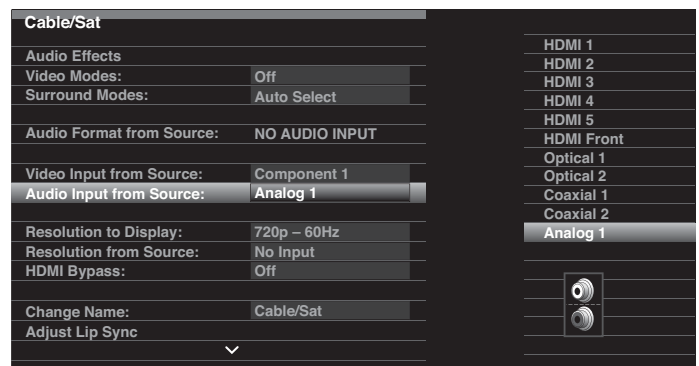 Cable/Sat
Audio Effects
Video Modes: Off
Surround Modes: Auto Select
Audio Format from Source: NO AUDIO INPUT
Video Input from Source: Component 1
Audio Input from Source: Analog 1
Resolution to Display: 720p – 60Hz
Resolution from Source: No Input
HDMI Bypass: Off
Change Name: Cable/Sat
Adjust Lip Sync
HDMI 1
HDMI 2
HDMI 3
HDMI 4
HDMI 5
HDMI Front
Optical 1
Optical 2
Coaxial 1
Coaxial 2
Analog 1